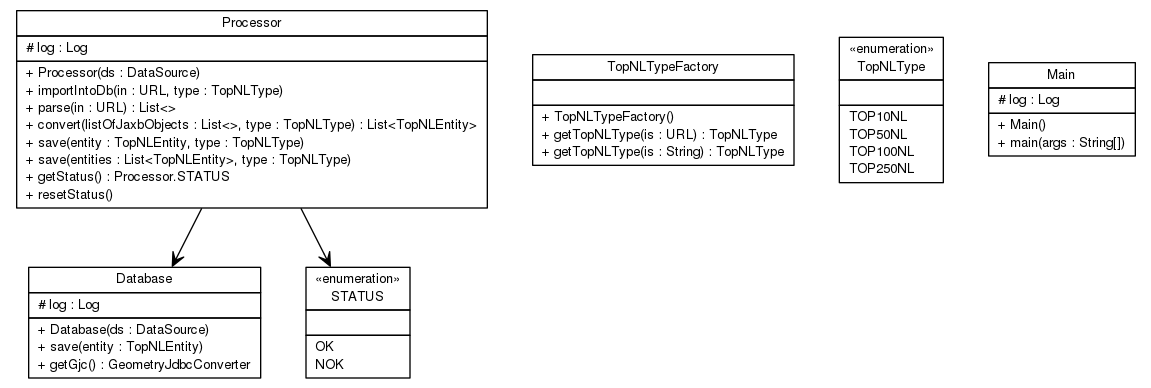 Processor
# log : Log
+ Processor(ds : DataSource)
+ importIntoDb(in : URL, type : TopNLType)
+ parse(in : URL) : List<>
+ convert(listOfJaxbObjects : List<>, type : TopNLType) : List<TopNLEntity>
+ save(entity : TopNLEntity, type : TopNLType)
+ save(entities : List<TopNLEntity>, type : TopNLType)
+ getStatus() : Processor.STATUS
+ resetStatus()
TopNLTypeFactory
+ TopNLTypeFactory()
+ getTopNLType(is : URL) : TopNLType
+ getTopNLType(is : String) : TopNLType
«enumeration»
TopNLType
TOP10NL
TOP50NL
TOP100NL
TOP250NL
Main
# log : Log
+ Main()
+ main(args : String[])
Database
# log : Log
+ Database(ds : DataSource)
+ save(entity : TopNLEntity)
+ getGjc() : GeometryJdbcConverter
«enumeration»
STATUS
OK
NOK